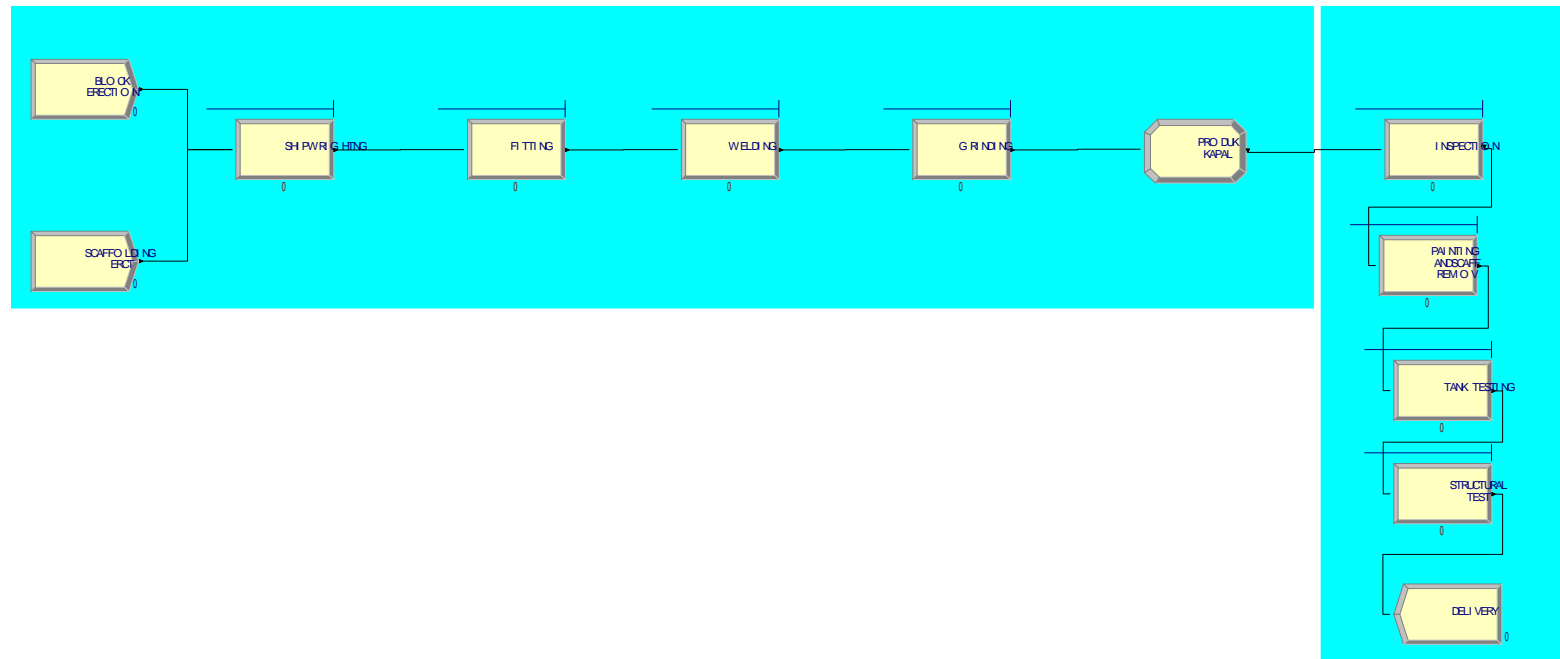 BLOCK
ERECTION
0
SCAFFOLDING
ERCT
0
SHIPWRIGHTING
0
FITTING
0
WELDING
0
GRINDING
0
PRODUK
KAPAL
INSPECTION
0
PAINTING
ANDSCAFF
REMOV
0
TANK TESTING
0
STRUCTURAL
TEST
0
DELIVERY
0